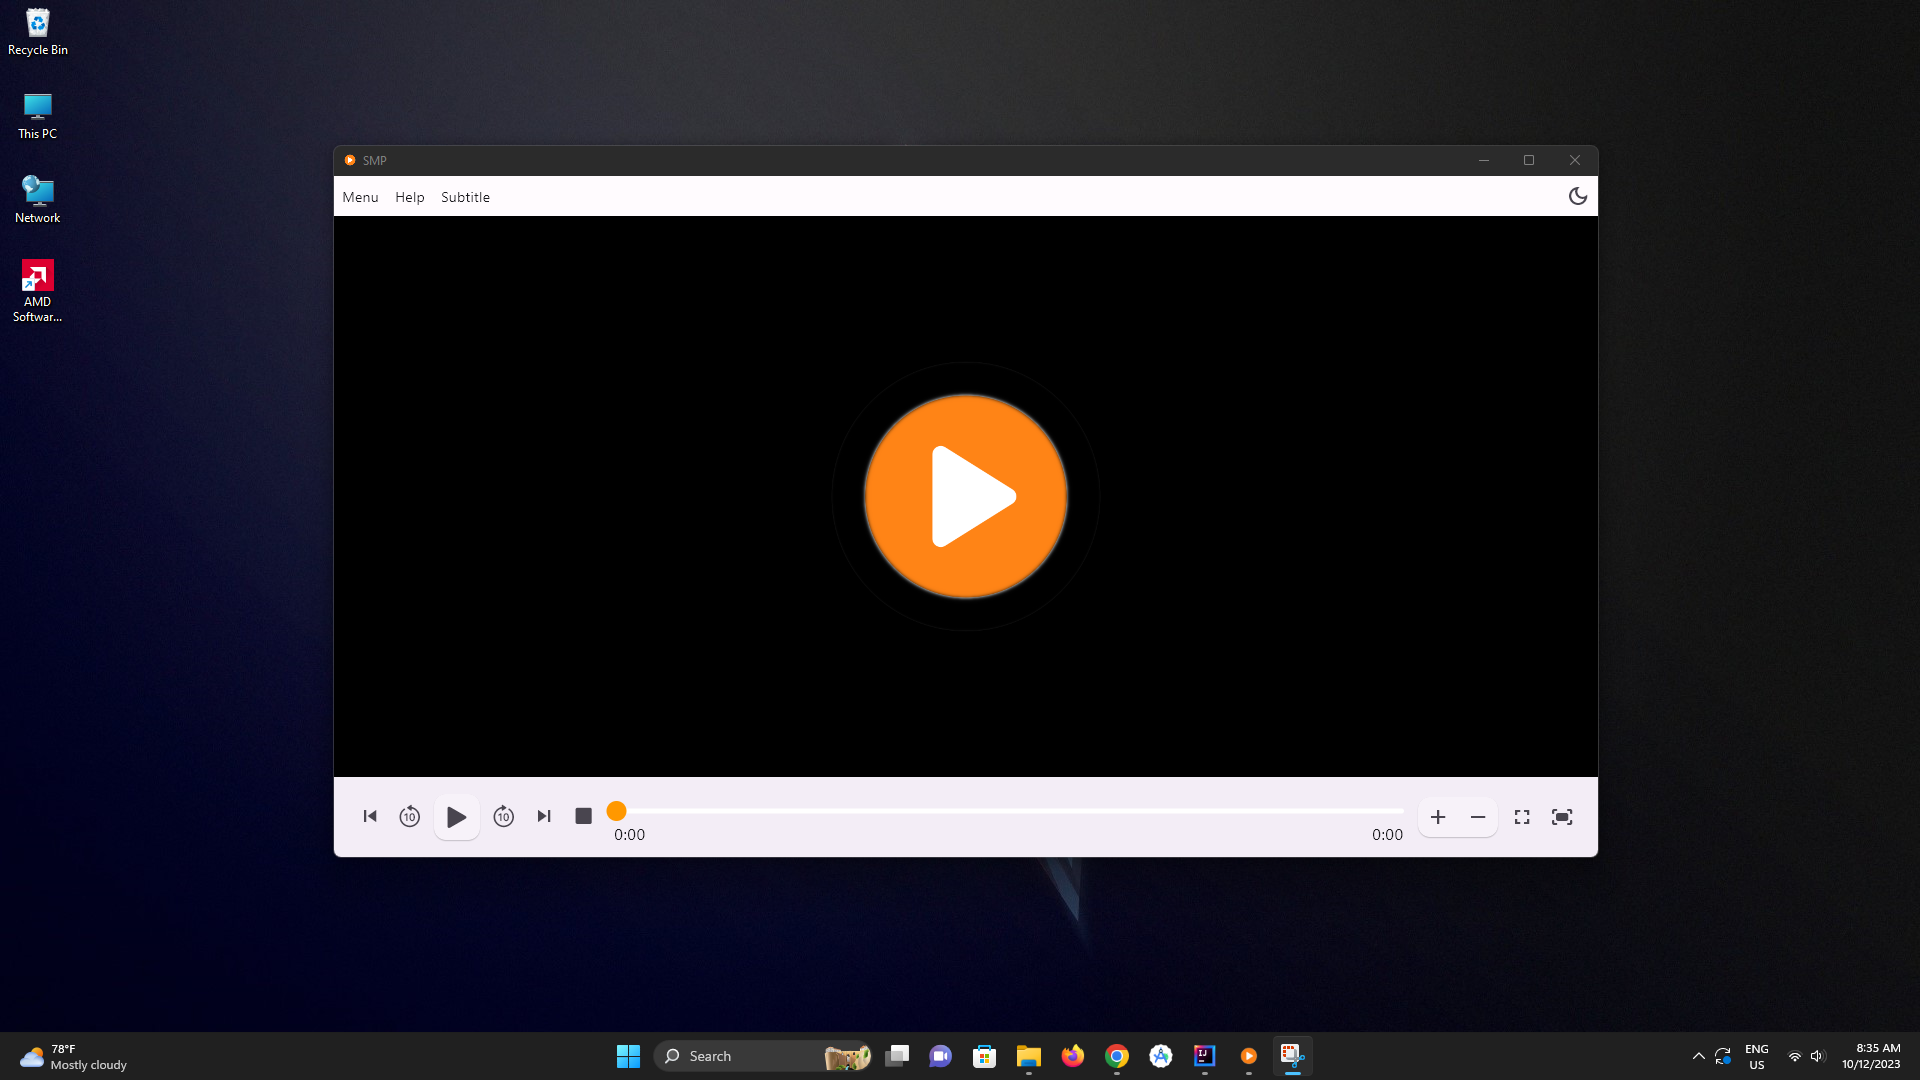 Recycle Bin
This PC
Network
AMD
Softwar...
SMP
Menu Help Subtitle
10 10
0:00 0:00
78°F
Mostly cloudy
Search
IJ
ENG
US
8:35 AM
10/12/2023